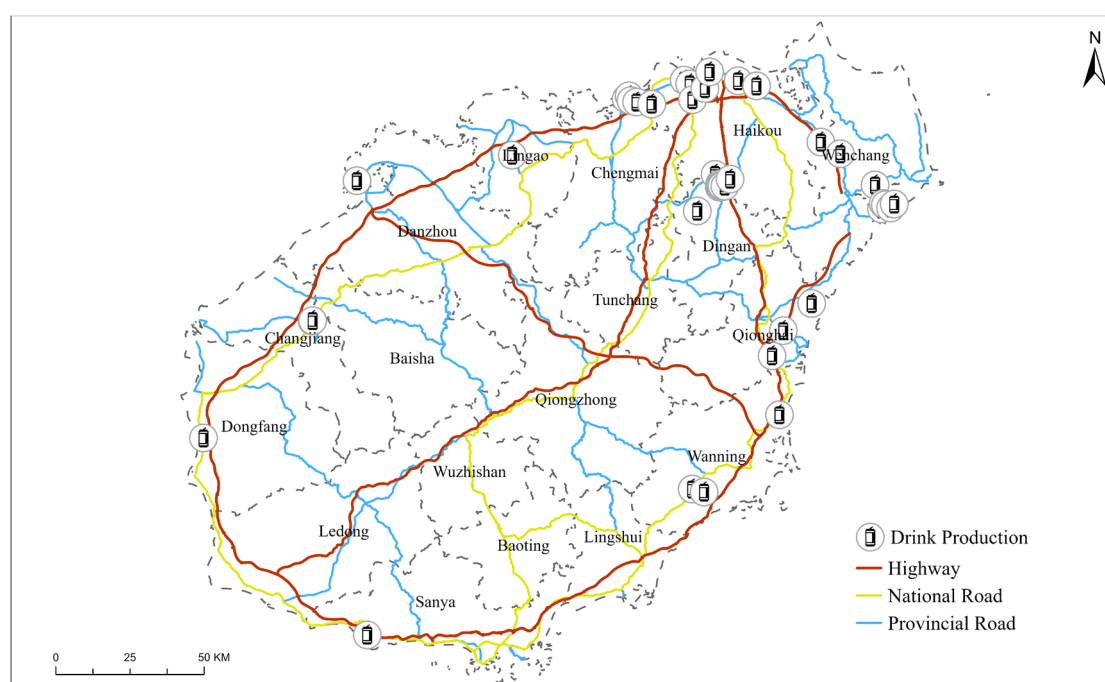 N
Haikou
Lingao
Wenchang
Chengmai
Danzhou
Dingan
Tunchang
Changjiang
Qionghai
Baisha
Qiongzhong
Dongfang
Wanning
Wuzhishan
Ledong
Baoting
Lingshui
Sanya
Drink Production
Highway
National Road
Provincial Road
0 25 50 KM